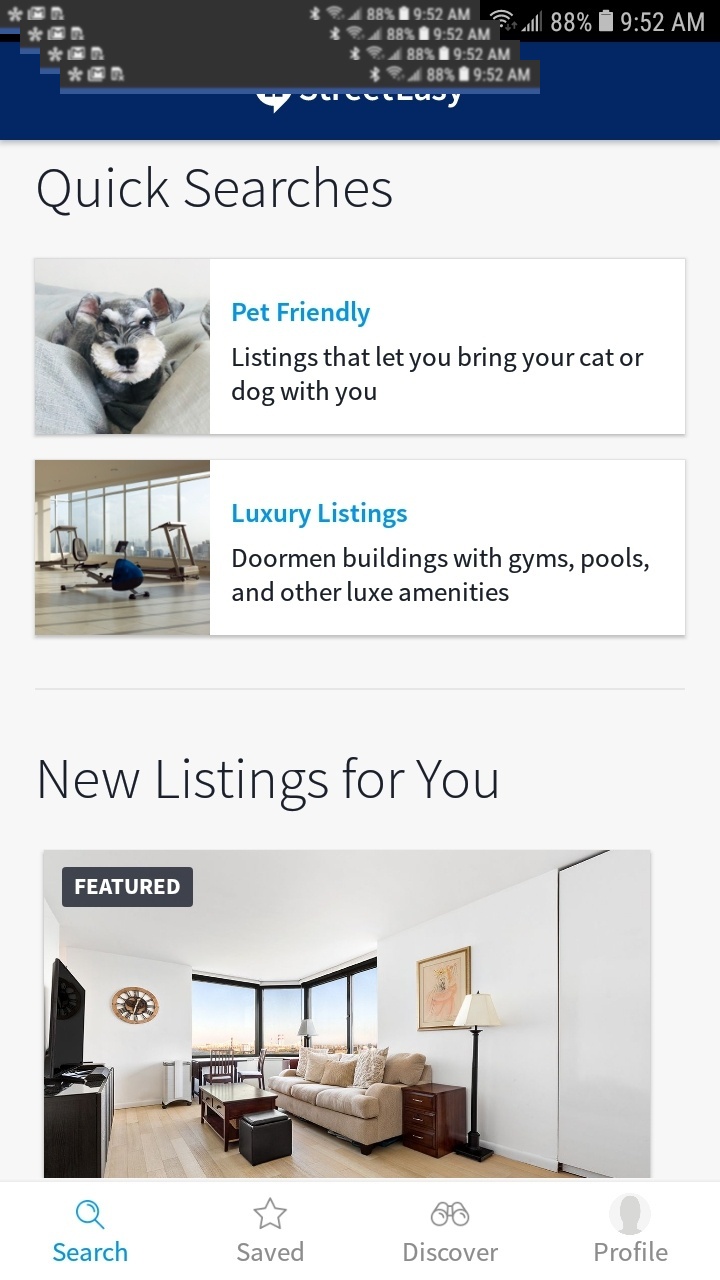 88% 9:52 AM
88% 9:52 AM
88% 9:52 AM
88% 9:52 AM
88% 9:52 AM
StreetEasy
Quick Searches
Pet Friendly
Listings that let you bring your cat or
dog with you
Luxury Listings
Doormen buildings with gyms, pools,
and other luxe amenities
New Listings for You
FEATURED
Search Saved Discover Profile